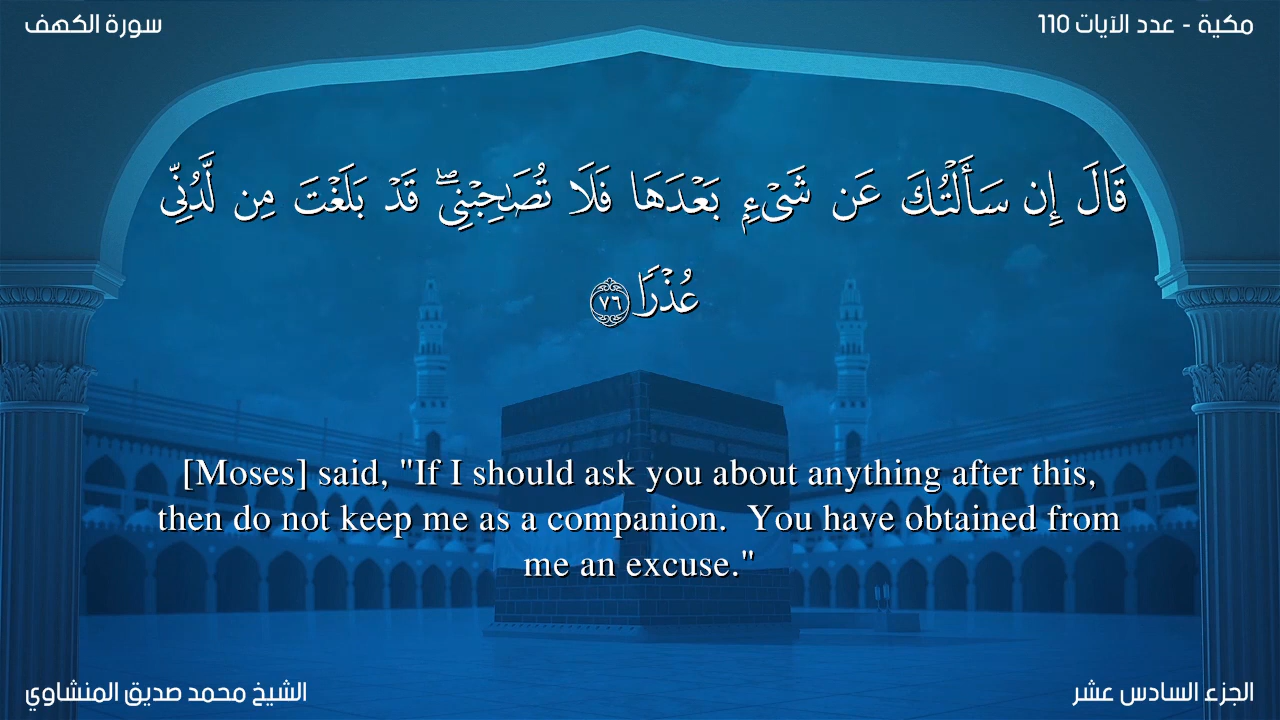 سورة الكهف
مكية - عدد الآيات 110
قَالَ إِن سَأَلْتُكَ عَن شَىْءٍۭ بَعْدَهَا فَلَا تُصَـٰحِبْنِى ۖ قَدْ بَلَغْتَ مِن لَّدُنِّى
عُذْرًا ٧٦
[Moses] said, "If I should ask you about anything after this,
then do not keep me as a companion.  You have obtained from
me an excuse."
الشيخ محمد صديق المنشاوي
الجزء السادس عشر